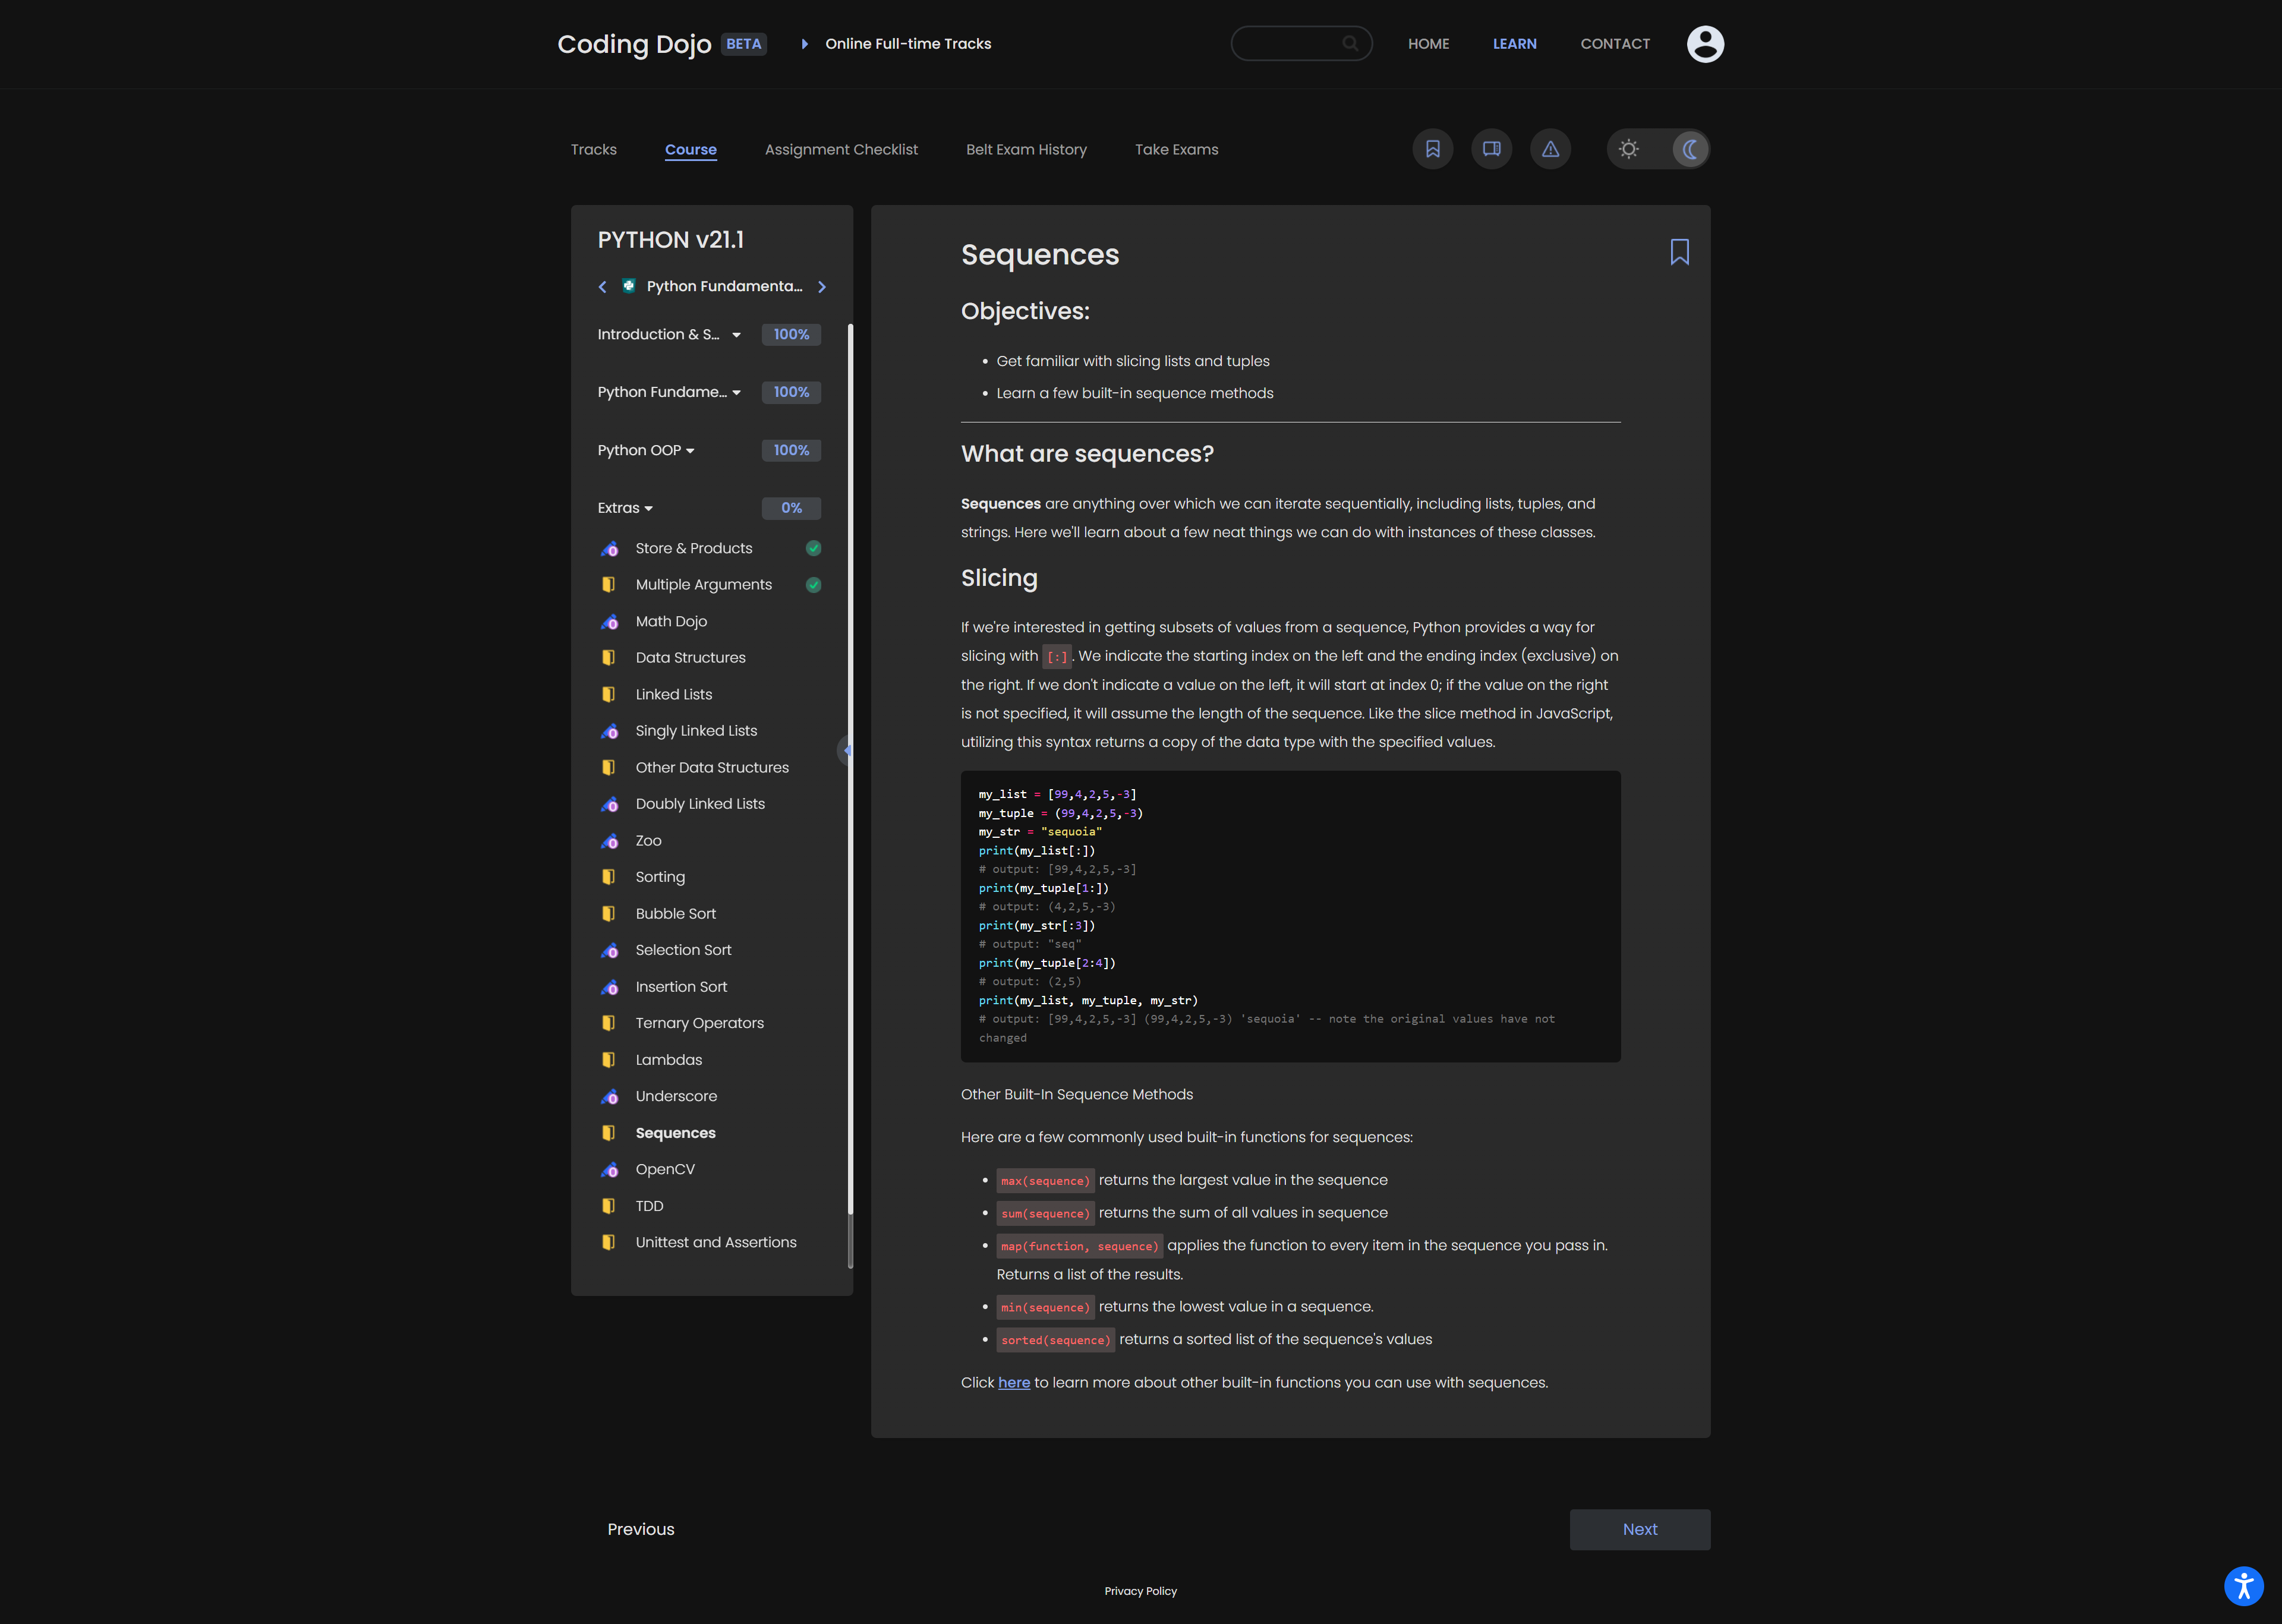 Coding Dojo BETA Online Full-time Tracks HOME LEARN CONTACT
Tracks Course Assignment Checklist Belt Exam History Take Exams
PYTHON v21.1
Python Fundamenta...
Introduction & S... 100%
Python Fundame... 100%
Python OOP 100%
Extras 0%
Store & Products
Multiple Arguments
Math Dojo
Data Structures
Linked Lists
Singly Linked Lists
Other Data Structures
Doubly Linked Lists
Zoo
Sorting
Bubble Sort
Selection Sort
Insertion Sort
Ternary Operators
Lambdas
Underscore
Sequences
OpenCV
TDD
Unittest and Assertions
Sequences
Objectives:
• Get familiar with slicing lists and tuples
• Learn a few built-in sequence methods
What are sequences?
Sequences are anything over which we can iterate sequentially, including lists, tuples, and
strings. Here we'll learn about a few neat things we can do with instances of these classes.
Slicing
If we're interested in getting subsets of values from a sequence, Python provides a way for
slicing with [:]. We indicate the starting index on the left and the ending index (exclusive) on
the right. If we don't indicate a value on the left, it will start at index 0; if the value on the right
is not specified, it will assume the length of the sequence. Like the slice method in JavaScript,
utilizing this syntax returns a copy of the data type with the specified values.
my_list = [99,4,2,5,-3]
my_tuple = (99,4,2,5,-3)
my_str = "sequoia"
print(my_list[:])
# output: [99,4,2,5,-3]
print(my_tuple[1:])
# output: (4,2,5,-3)
print(my_str[:3])
# output: "seq"
print(my_tuple[2:4])
# output: (2,5)
print(my_list, my_tuple, my_str)
# output: [99,4,2,5,-3] (99,4,2,5,-3) 'sequoia' -- note the original values have not
changed
Other Built-In Sequence Methods
Here are a few commonly used built-in functions for sequences:
• max(sequence) returns the largest value in the sequence
• sum(sequence) returns the sum of all values in sequence
• map(function, sequence) applies the function to every item in the sequence you pass in.
Returns a list of the results.
• min(sequence) returns the lowest value in a sequence.
• sorted(sequence) returns a sorted list of the sequence's values
Click here to learn more about other built-in functions you can use with sequences.
Previous Next
Privacy Policy